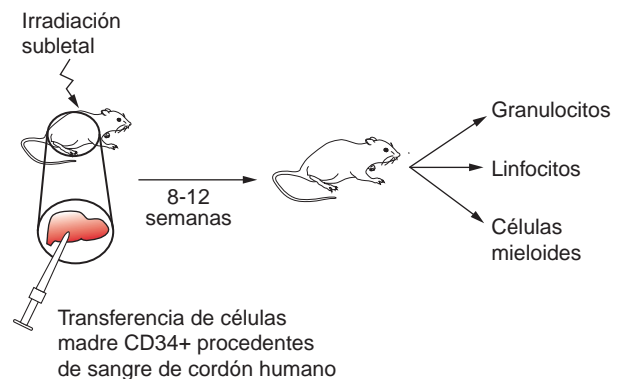 Irradiación
subletal
8-12
semanas
Granulocitos
Linfocitos
Células
mieloides
Transferencia de células
madre CD34+ procedentes
de sangre de cordón humano